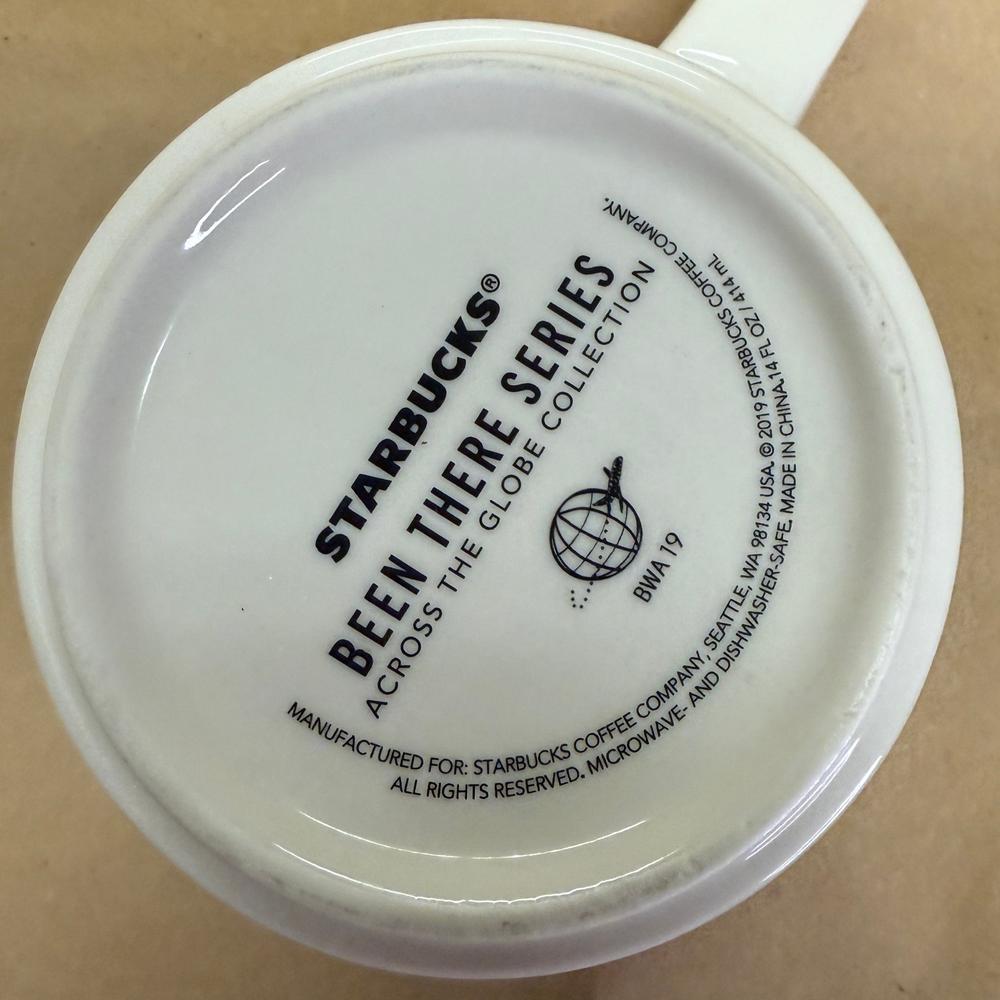 STARBUCKS®
BEEN THERE SERIES
ACROSS THE GLOBE COLLECTION
BWA 19
MANUFACTURED FOR: STARBUCKS COFFEE COMPANY, SEATTLE, WA 98134 USA. © 2019 STARBUCKS COFFEE COMPANY.
ALL RIGHTS RESERVED. MICROWAVE- AND DISHWASHER-SAFE. MADE IN CHINA.14 FL OZ / 414 mL